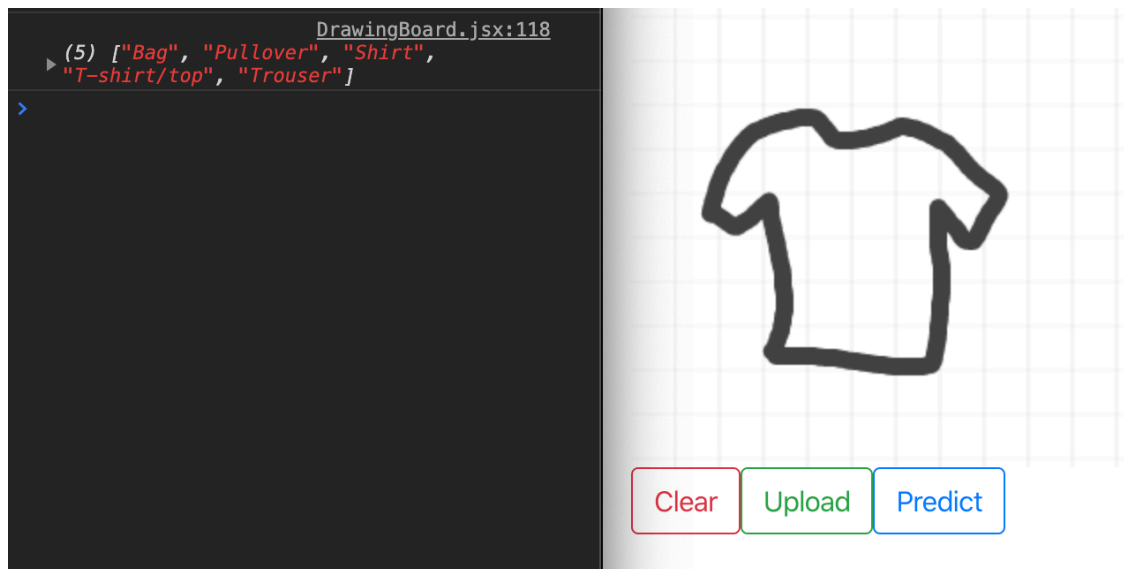 DrawingBoard.jsx:118
(5) ["Bag", "Pullover", "Shirt",
"T-shirt/top", "Trouser"]
Clear Upload Predict